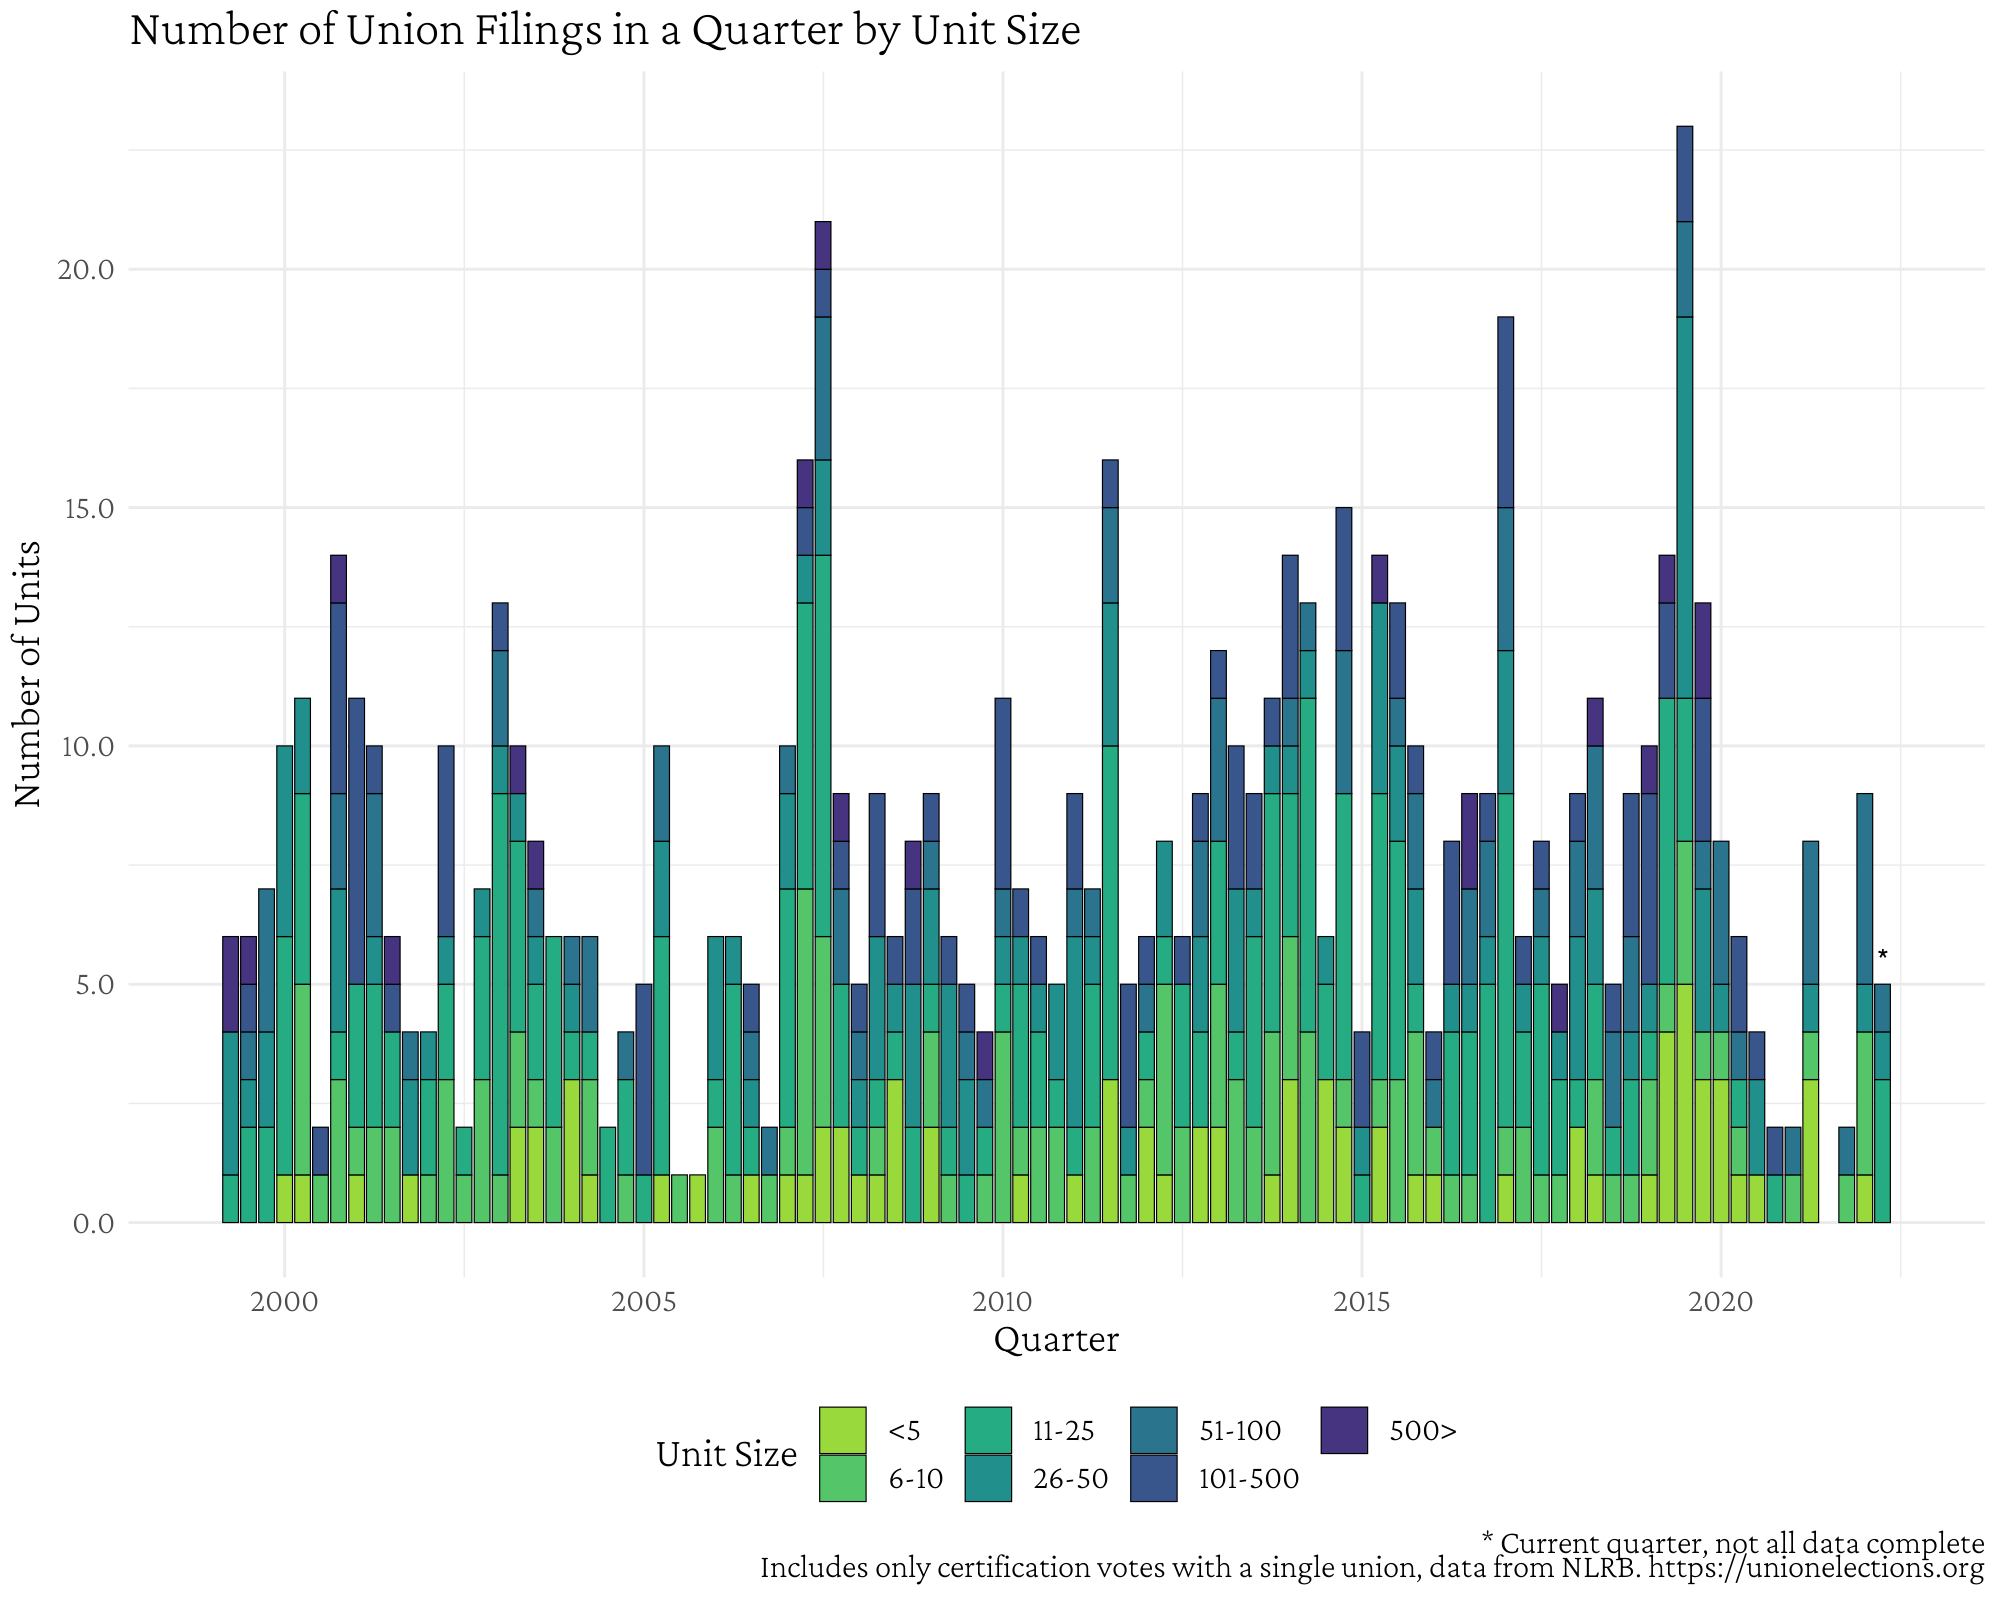 Number of Union Filings in a Quarter by Unit Size
Number of Units
20.0
15.0
10.0
5.0
0.0
*
2000 2005 2010 2015 2020
Quarter
Unit Size
<5 11-25 51-100 500>
6-10 26-50 101-500
* Current quarter, not all data complete
Includes only certification votes with a single union, data from NLRB. https://unionelections.org